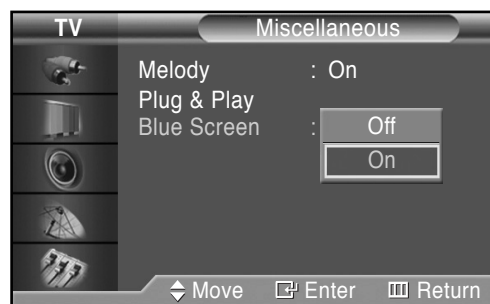 TV Miscellaneous
Melody : On
Plug & Play
Blue Screen : Off
On
Move Enter Return